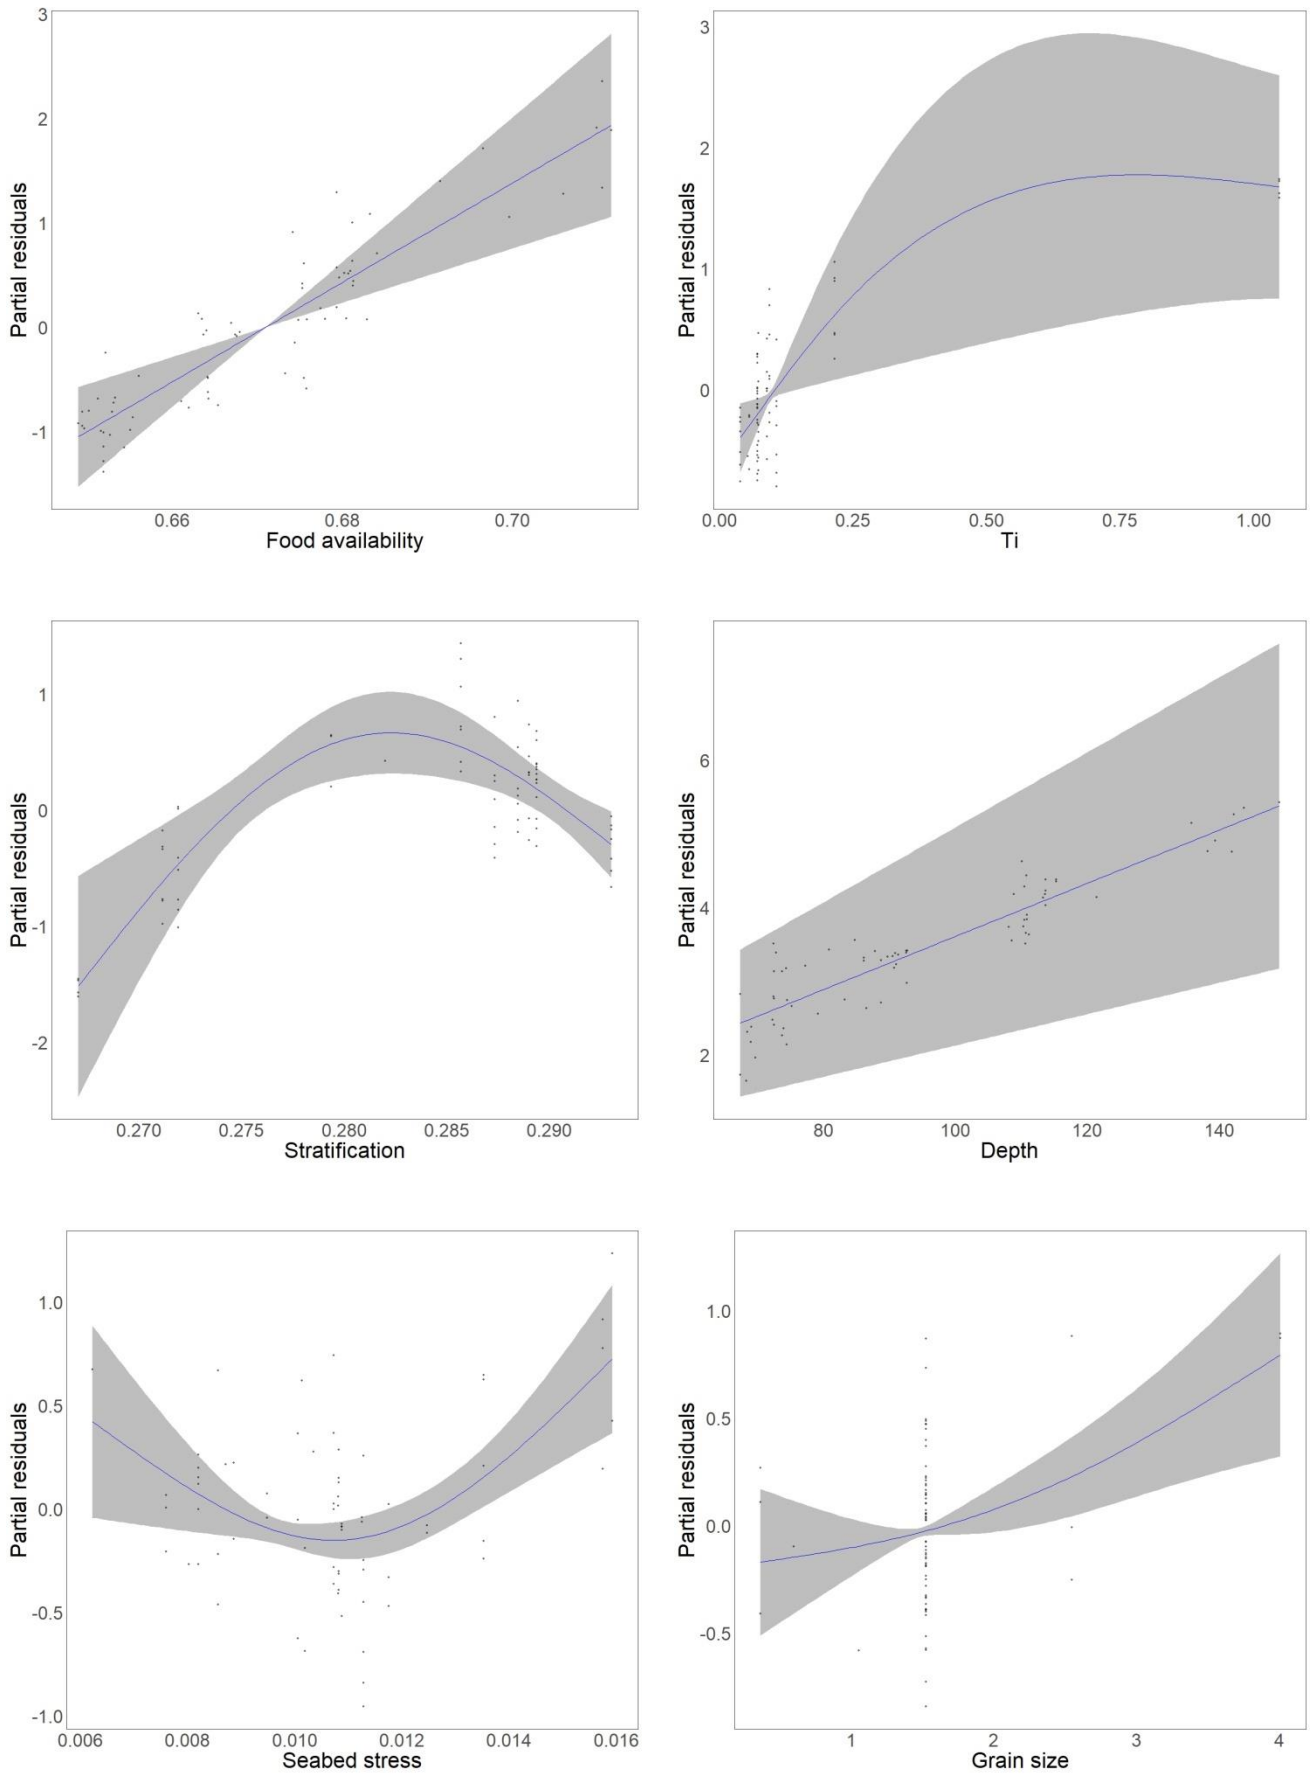 3
2
1
0
-1
Partial residuals
0.66 0.68 0.70
Food availability
3
2
1
0
Partial residuals
0.00 0.25 0.50 0.75 1.00
Ti
1
0
-1
-2
Partial residuals
0.270 0.275 0.280 0.285 0.290
Stratification
6
4
2
Partial residuals
80 100 120 140
Depth
1.0
0.5
0.0
-0.5
-1.0
Partial residuals
0.006 0.008 0.010 0.012 0.014 0.016
Seabed stress
1.0
0.5
0.0
-0.5
Partial residuals
1 2 3 4
Grain size